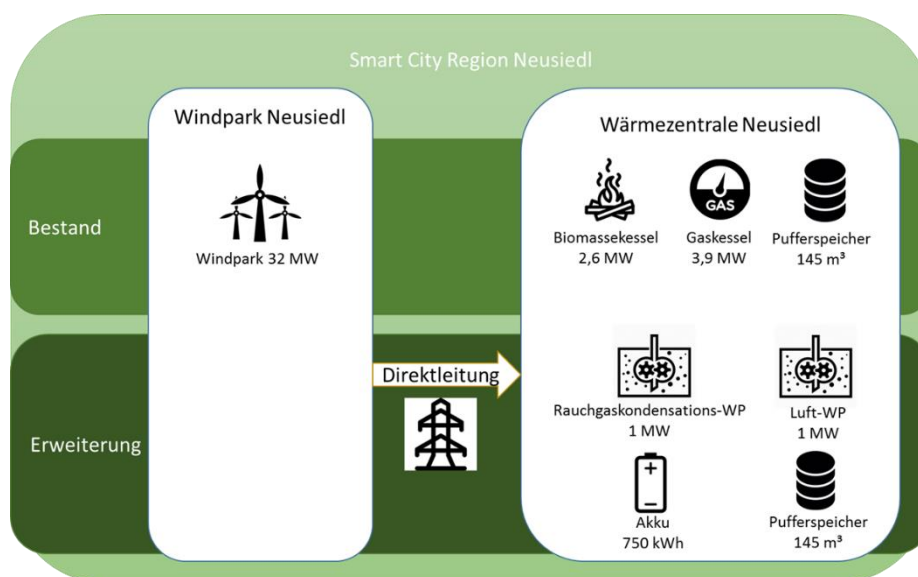 Smart City Region Neusiedl
Windpark Neusiedl
Wärmezentrale Neusiedl
Bestand
Windpark 32 MW
GAS
Biomassekessel
2,6 MW
Gaskessel
3,9 MW
Pufferspeicher
145 m³
Erweiterung
Direktleitung
Rauchgaskondensations-WP
1 MW
Luft-WP
1 MW
+
−
Akku
750 kWh
Pufferspeicher
145 m³